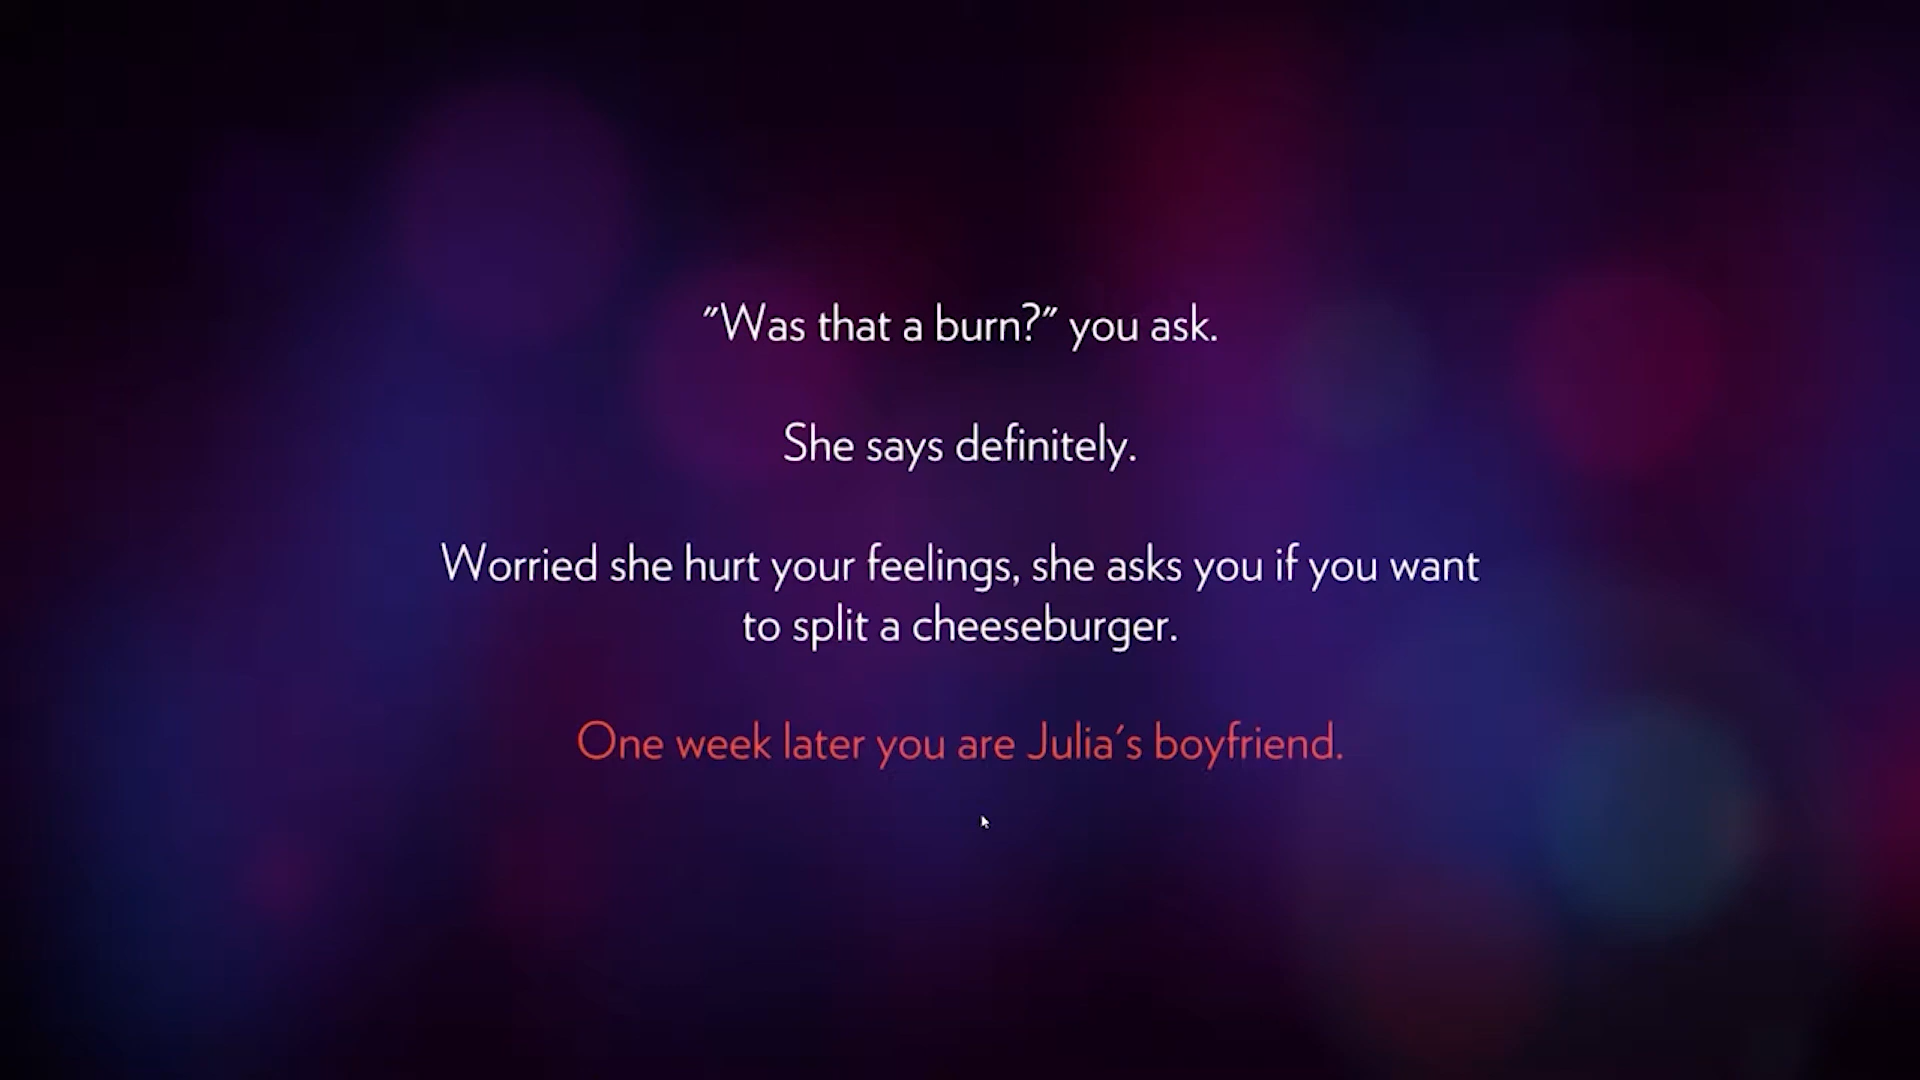 "Was that a burn?" you ask.
She says definitely.
Worried she hurt your feelings, she asks you if you want
to split a cheeseburger.
One week later you are Julia's boyfriend.